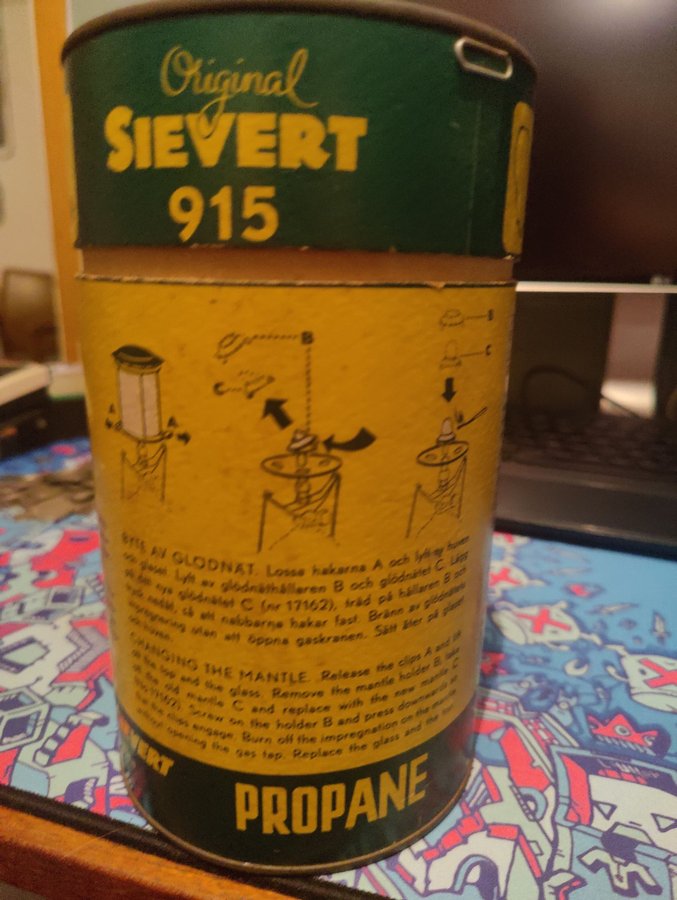 Original
SIEVERT
915
B
B
C
A
A
BYTE AV GLÖDNÄT. Lossa hakarna A och lyft av huven
och glaset. Lyft av glödnäthållaren B och glödnätet C. Lägg
på det nya glödnätet C (nr 17162), träd på hållaren B och
tryck nedåt, så att nabbarna hakar fast. Bränn av glödnätets
impregnering utan att öppna gaskranen. Sätt åter på glaset
och huven.
CHANGING THE MANTLE. Release the clips A and lift
off the top and the glass. Remove the mantle holder B, take
off the old mantle C and replace with the new mantle C
(No 17162). Screw on the holder B and press downwards so
that the clips engage. Burn off the impregnation on the mantle
without opening the gas tap. Replace the glass and the
SIEVERT
PROPANE